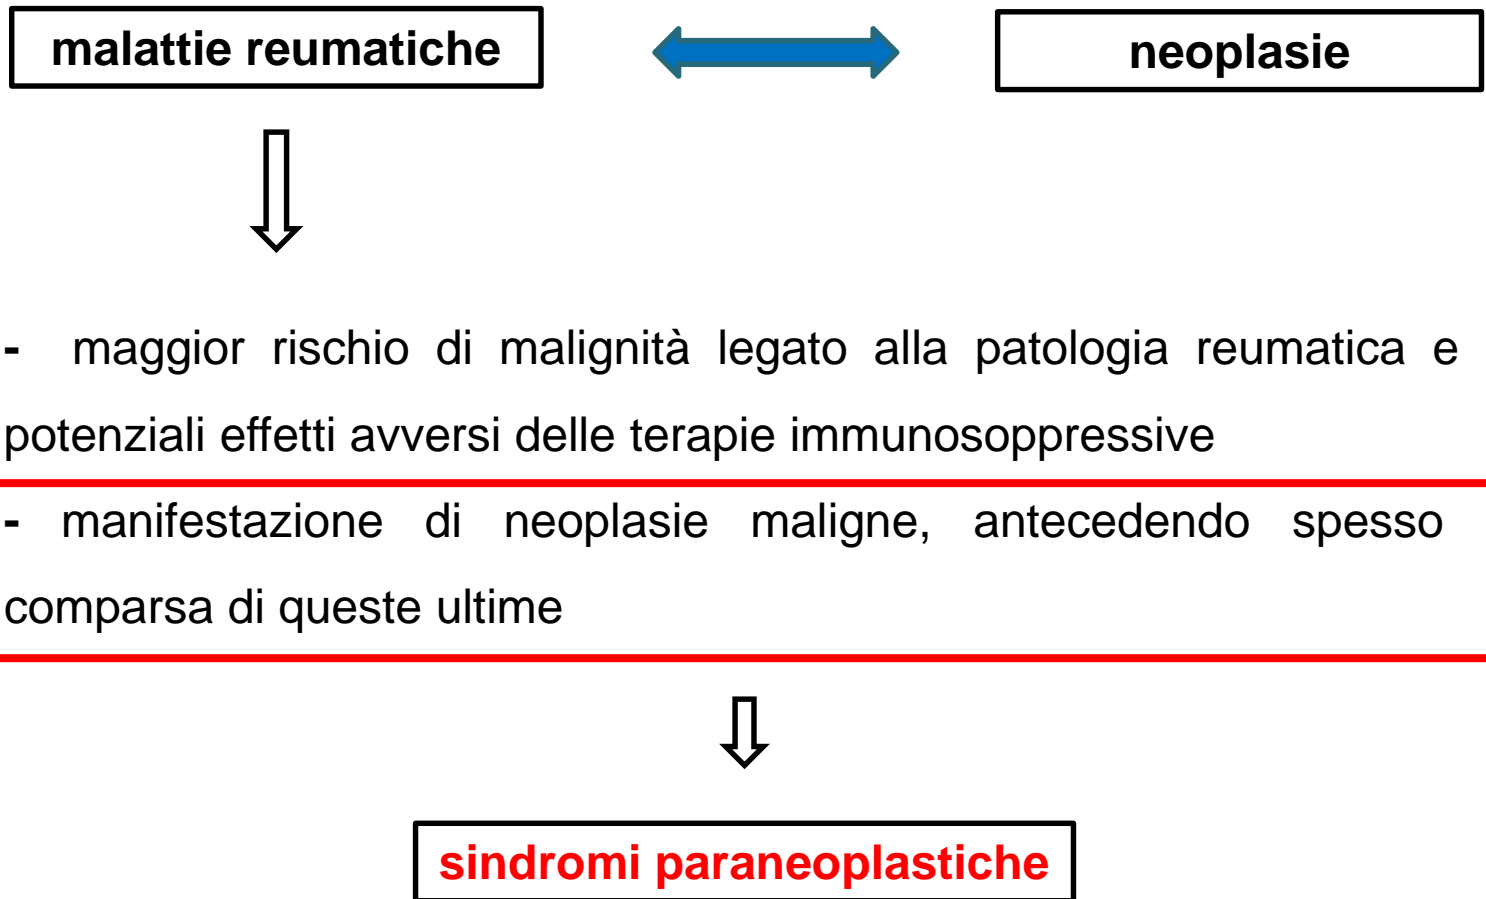 malattie reumatiche
neoplasie
- maggior rischio di malignità legato alla patologia reumatica e
potenziali effetti avversi delle terapie immunosoppressive
- manifestazione di neoplasie maligne, antecedendo spesso
comparsa di queste ultime
sindromi paraneoplastiche